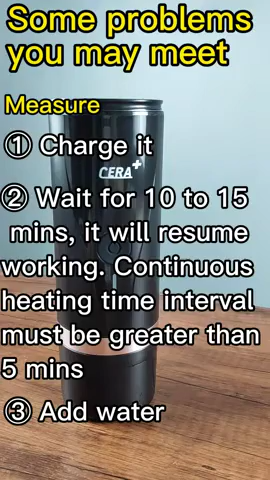 Some problems
you may meet
Measure
① Charge it
CERA+
② Wait for 10 to 15
mins, it will resume
working. Continuous
heating time interval
must be greater than
5 mins
③ Add water